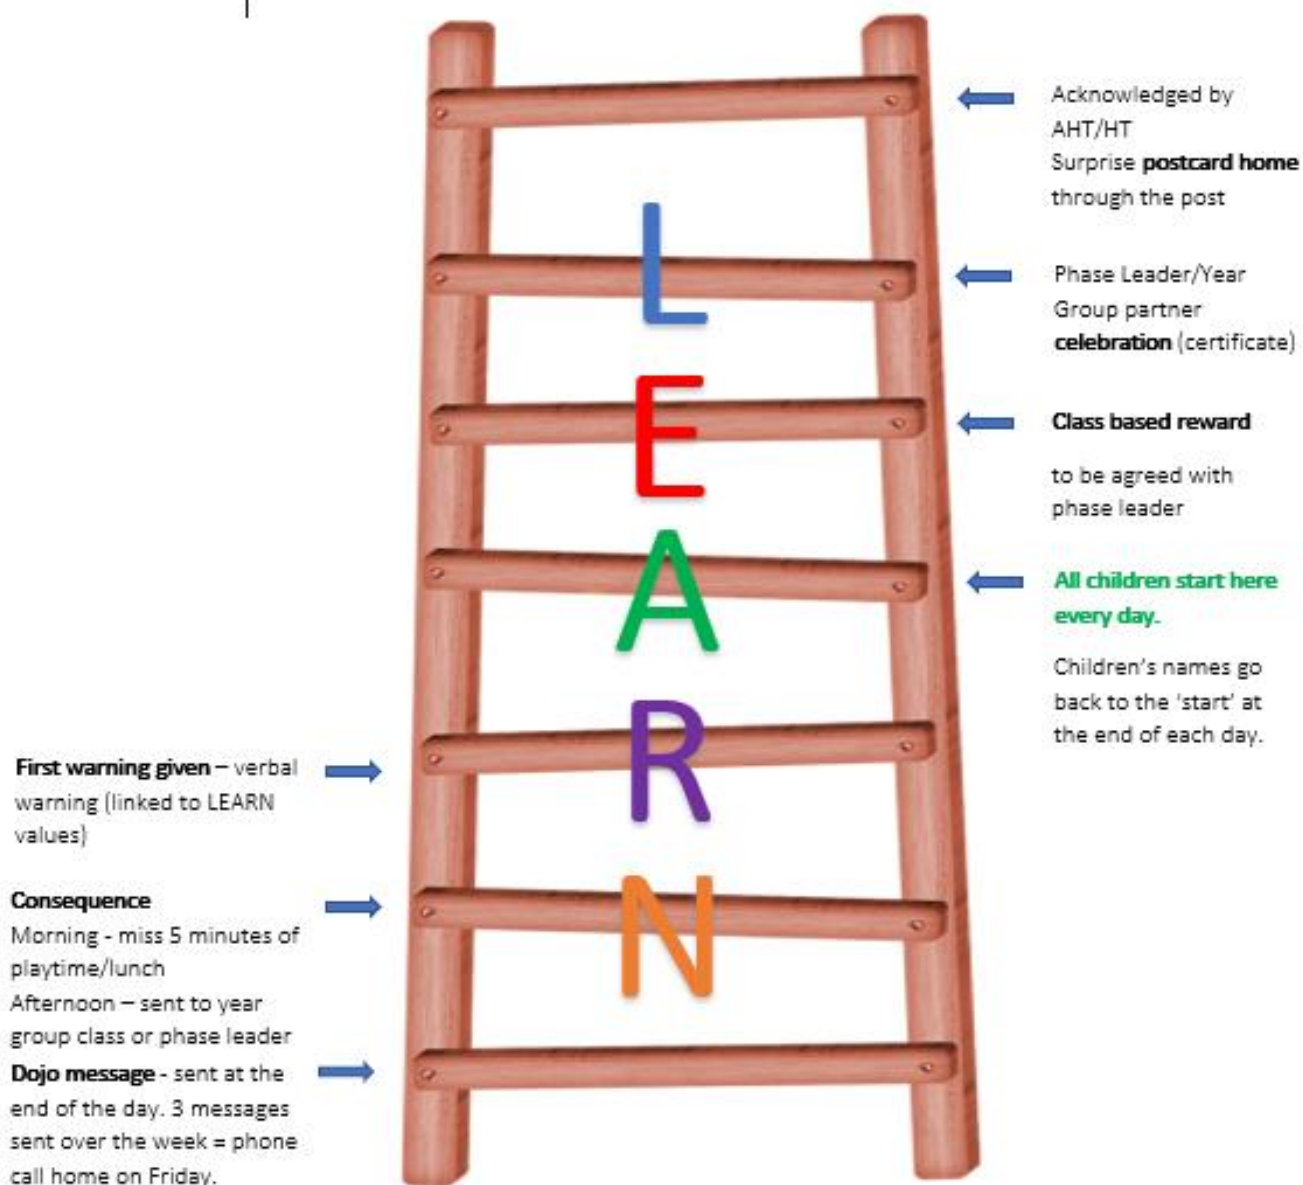 Acknowledged by
AHT/HT
Surprise postcard home
through the post
L
Phase Leader/Year
Group partner
celebration (certificate)
E
Class based reward
to be agreed with
phase leader
A
All children start here
every day.
Children's names go
back to the 'start' at
the end of each day.
R
First warning given – verbal
warning (linked to LEARN
values)
N
Consequence
Morning - miss 5 minutes of
playtime/lunch
Afternoon – sent to year
group class or phase leader
Dojo message - sent at the
end of the day. 3 messages
sent over the week = phone
call home on Friday.